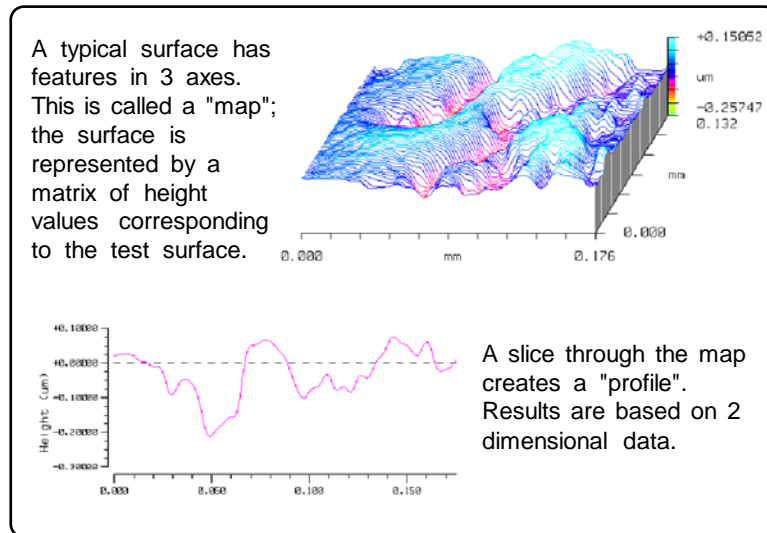 A typical surface has
features in 3 axes.
This is called a "map";
the surface is
represented by a
matrix of height
values corresponding
to the test surface.
+0.15052
um
-0.25747
0.132
mm
0.000
0.000 mm 0.176
+0.10000
+0.00000
-0.10000
-0.20000
-0.30000
Height (um)
0.000 0.050 0.100 0.150
A slice through the map
creates a "profile".
Results are based on 2
dimensional data.